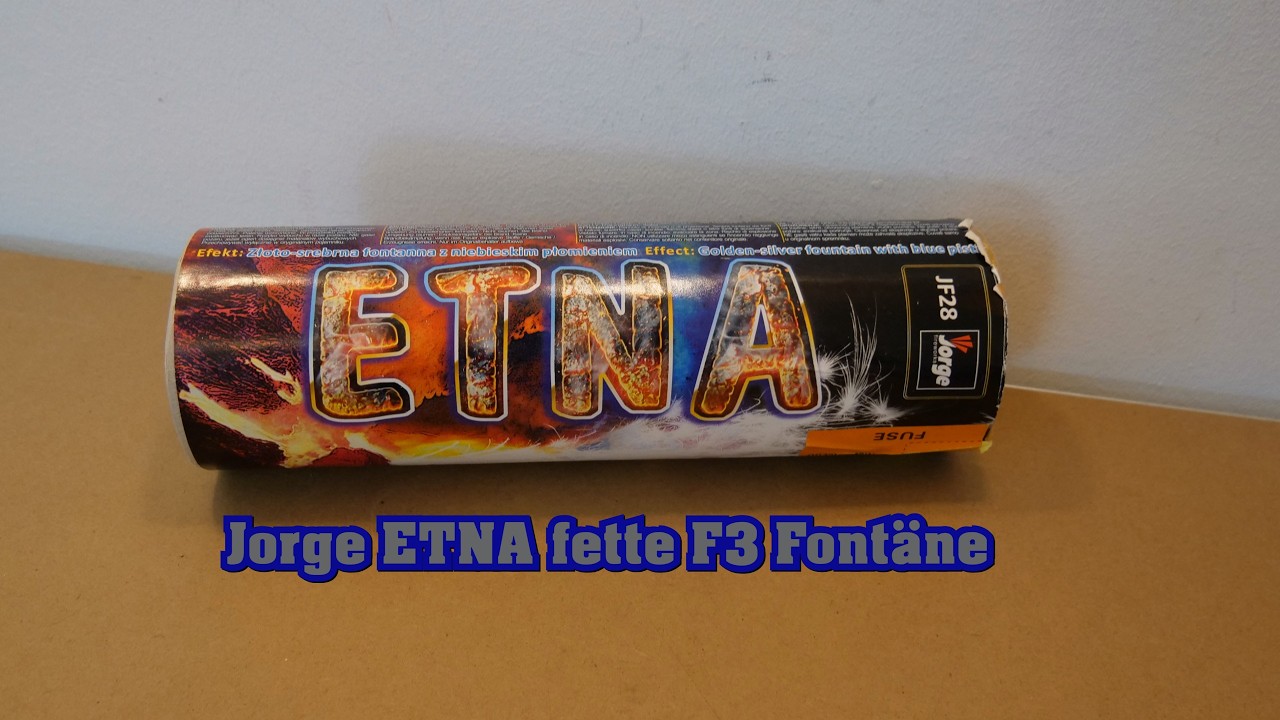 Efekt: Złoto-srebrna fontanna z niebieskim płomieniem Effect: Golden-silver fountain with blue pist
ETNA
JF28
Jorge
FUSE
Jorge ETNA fette F3 Fontäne